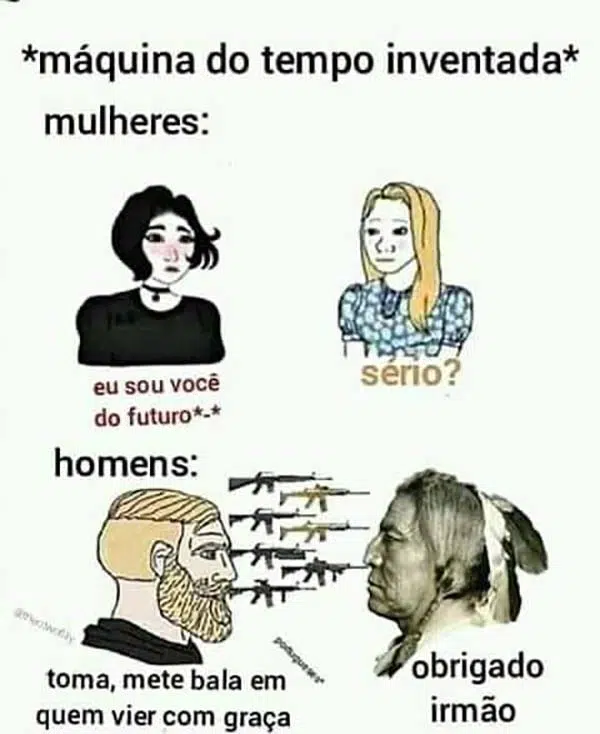 *máquina do tempo inventada*
mulheres:
eu sou você
do futuro*-*
sério?
homens:
portugueses*
toma, mete bala em
quem vier com graça
obrigado
irmão